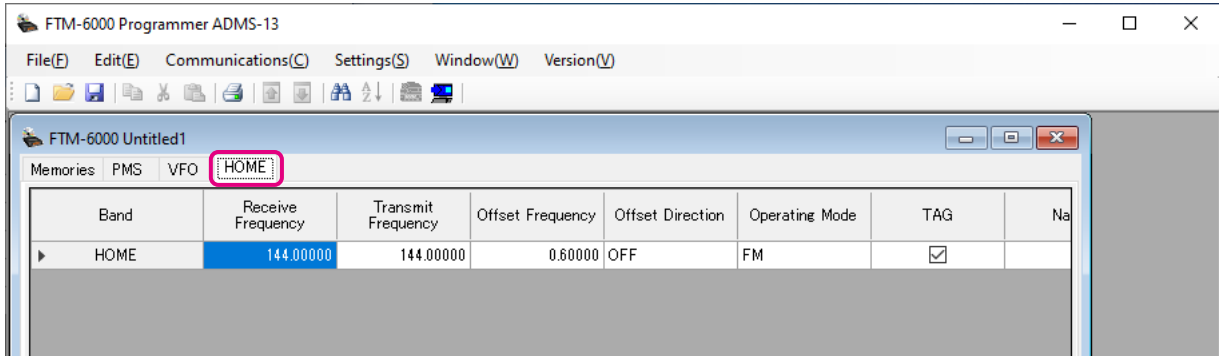 FTM-6000 Programmer ADMS-13
File(F) Edit(E) Communications(C) Settings(S) Window(W) Version(V)
FTM-6000 Untitled1
Memories PMS VFO HOME
Band Receive Frequency Transmit Frequency Offset Frequency Offset Direction Operating Mode TAG Na
HOME 144.00000 144.00000 0.60000 OFF FM